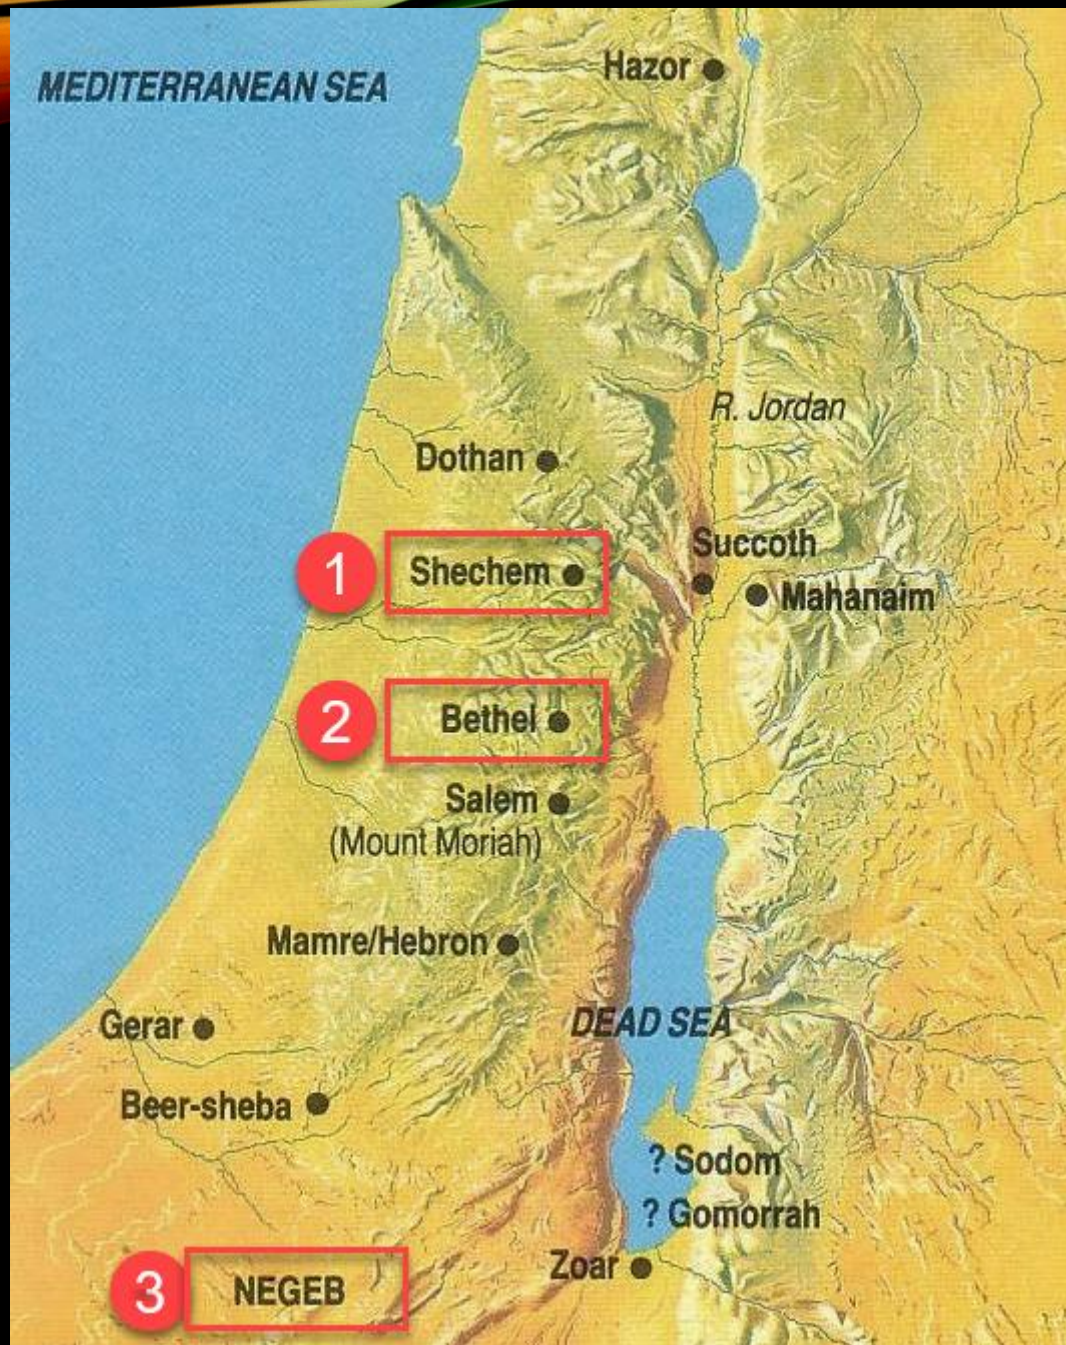 Hazor
MEDITERRANEAN SEA
R. Jordan
Dothan
Succoth
1
Shechem
Mahanaim
2
Bethel
Salem
(Mount Moriah)
Mamre/Hebron
DEAD SEA
Gerar
Beer-sheba
? Sodom
? Gomorrah
Zoar
3
NEGEB